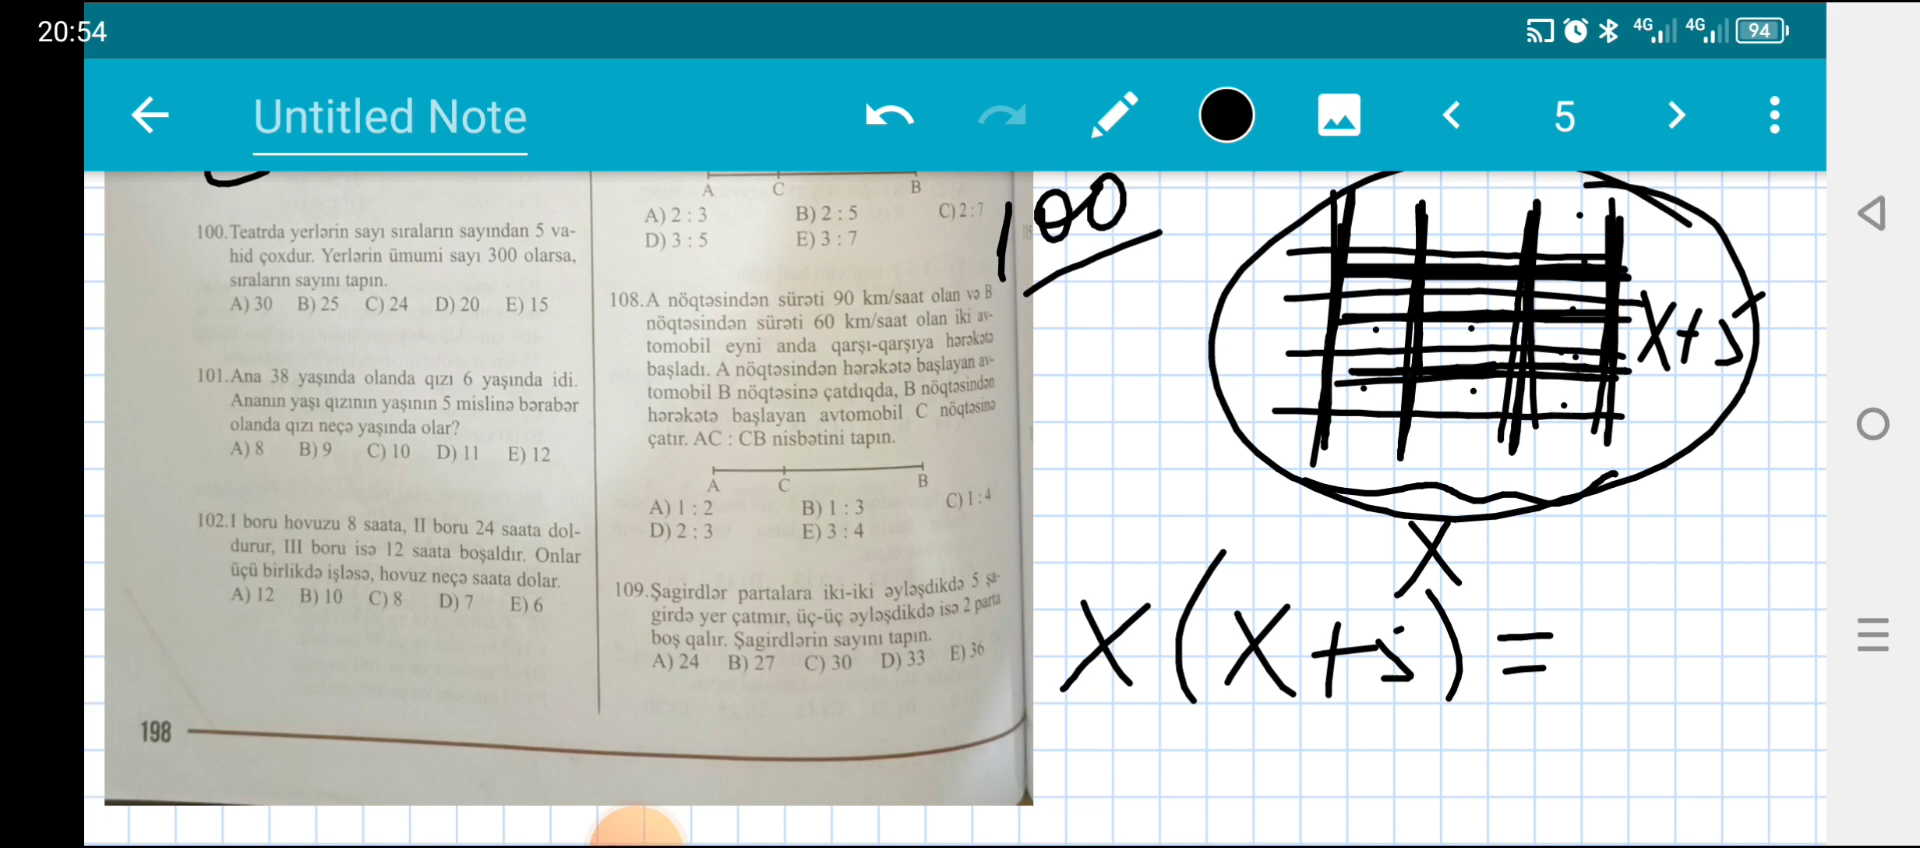 20:54
4G 4G 94
Untitled Note
5
100. Teatrda yerlərin sayı sıraların sayından 5 va-
hid çoxdur. Yerlərin ümumi sayı 300 olarsa,
sıraların sayını tapın.
A) 30 B) 25 C) 24 D) 20 E) 15
101. Ana 38 yaşında olanda qızı 6 yaşında idi.
Ananın yaşı qızının yaşının 5 mislinə bərabər
olanda qızı neçə yaşında olar?
A) 8 B) 9 C) 10 D) 11 E) 12
102. I boru hovuzu 8 saata, II boru 24 saata dol-
durur, III boru isə 12 saata boşaldır. Onlar
üçü birlikdə işləsə, hovuz neçə saata dolar.
A) 12 B) 10 C) 8 D) 7 E) 6
198
A C B
A) 2 : 3 B) 2 : 5 C) 2 : 7
D) 3 : 5 E) 3 : 7
108. A nöqtəsindən sürəti 90 km/saat olan və B
nöqtəsindən sürəti 60 km/saat olan iki av-
tomobil eyni anda qarşı-qarşıya hərəkətə
başladı. A nöqtəsindən hərəkətə başlayan av-
tomobil B nöqtəsinə çatdıqda, B nöqtəsindən
hərəkətə başlayan avtomobil C nöqtəsinə
çatır. AC : CB nisbətini tapın.
A C B
A) 1 : 2 B) 1 : 3 C) 1 : 4
D) 2 : 3 E) 3 : 4
109. Şagirdlər partalara iki-iki əyləşdikdə 5 şa-
girdə yer çatmır, üç-üç əyləşdikdə isə 2 parta
boş qalır. Şagirdlərin sayını tapın.
A) 24 B) 27 C) 30 D) 33 E) 36
100
X+5
X
X(X+5)=